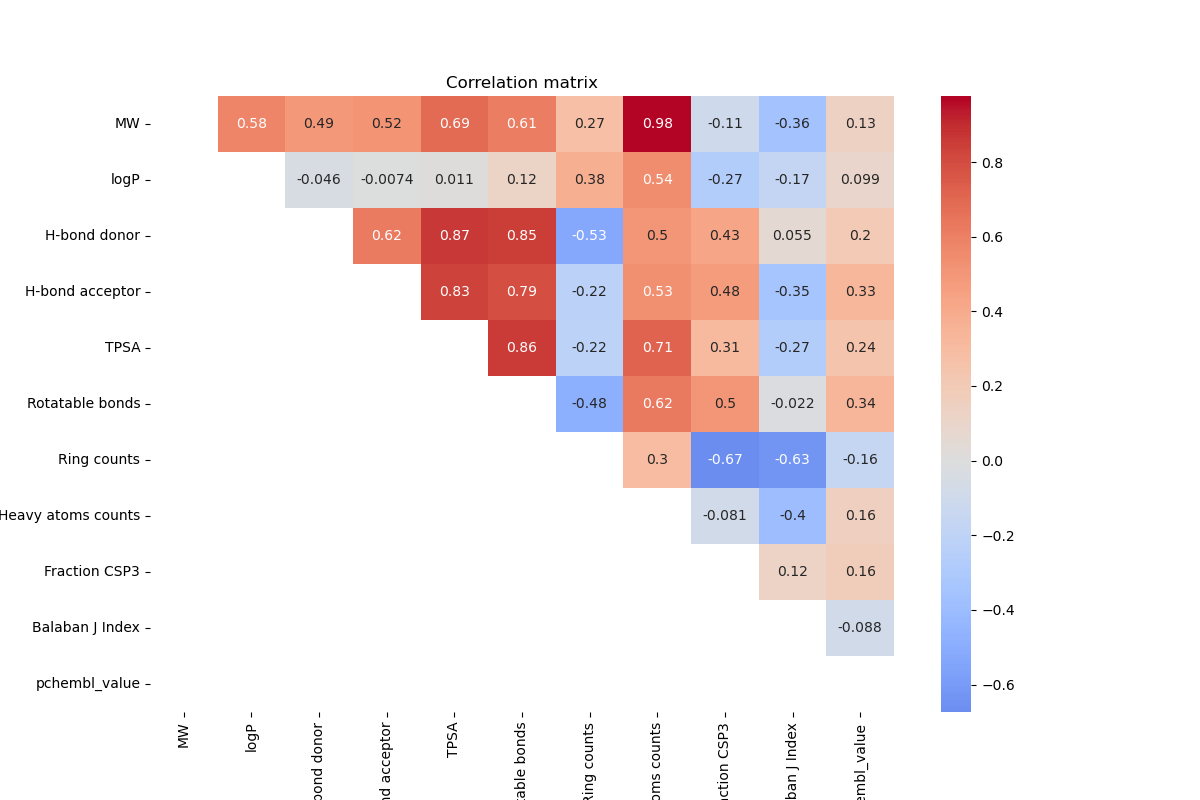 Correlation matrix
MW 0.58 0.49 0.52 0.69 0.61 0.27 0.98 -0.11 -0.36 0.13
logP -0.046 -0.0074 0.011 0.12 0.38 0.54 -0.27 -0.17 0.099
H-bond donor 0.62 0.87 0.85 -0.53 0.5 0.43 0.055 0.2
H-bond acceptor 0.83 0.79 -0.22 0.53 0.48 -0.35 0.33
TPSA 0.86 -0.22 0.71 0.31 -0.27 0.24
Rotatable bonds -0.48 0.62 0.5 -0.022 0.34
Ring counts 0.3 -0.67 -0.63 -0.16
Heavy atoms counts -0.081 -0.4 0.16
Fraction CSP3 0.12 0.16
Balaban J Index -0.088
pchembl_value
MW
logP
bond donor
nd acceptor
TPSA
table bonds
Ring counts
oms counts
action CSP3
ban J Index
embl_value
0.8
0.6
0.4
0.2
0.0
−0.2
−0.4
−0.6